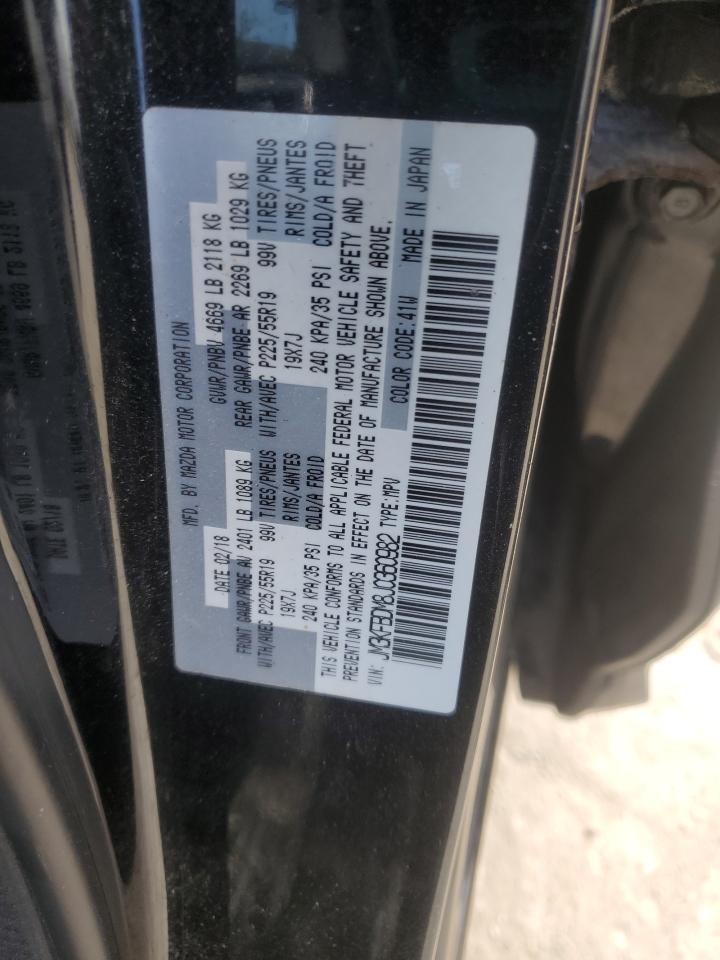 MFD. BY MAZDA MOTOR CORPORATION
DATE 02/18 GVWR/PNBV 4669 LB 2118 KG
FRONT GAWR/PNBE AV 2401 LB 1089 KG REAR GAWR/PNBE AR 2269 LB 1029 KG
WITH/AVEC P225/55R19 99V TIRES/PNEUS WITH/AVEC P225/55R19 99V TIRES/PNEUS
19X7J RIMS/JANTES 19X7J RIMS/JANTES
240 KPA/35 PSI COLD/A FROID 240 KPA/35 PSI COLD/A FROID
THIS VEHICLE CONFORMS TO ALL APPLICABLE FEDERAL MOTOR VEHICLE SAFETY AND THEFT
PREVENTION STANDARDS IN EFFECT ON THE DATE OF MANUFACTURE SHOWN ABOVE.
VIN: JM3KFBDM8J0360982 TYPE:MPV COLOR CODE:41W MADE IN JAPAN